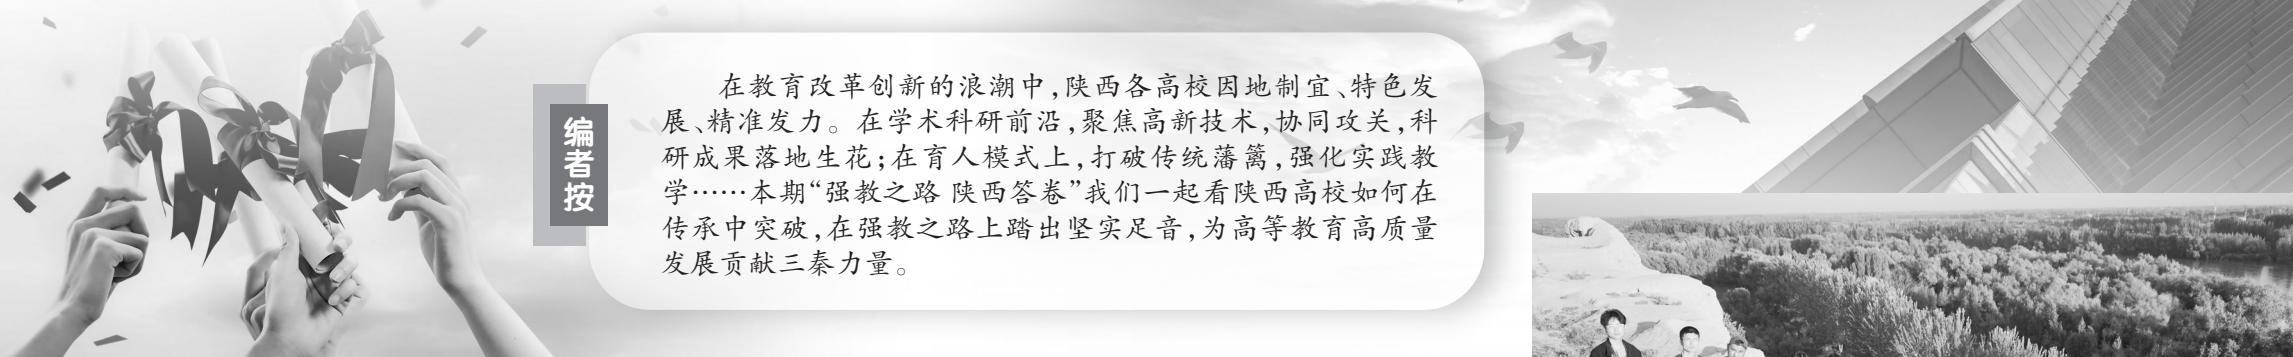 编者按
在教育改革创新的浪潮中,陕西各高校因地制宜、特色发
展、精准发力。在学术科研前沿,聚焦高新技术,协同攻关,科
研成果落地生花;在育人模式上,打破传统藩篱,强化实践教
学……本期“强教之路 陕西答卷”我们一起看陕西高校如何在
传承中突破,在强教之路上踏出坚实足音,为高等教育高质量
发展贡献三秦力量。